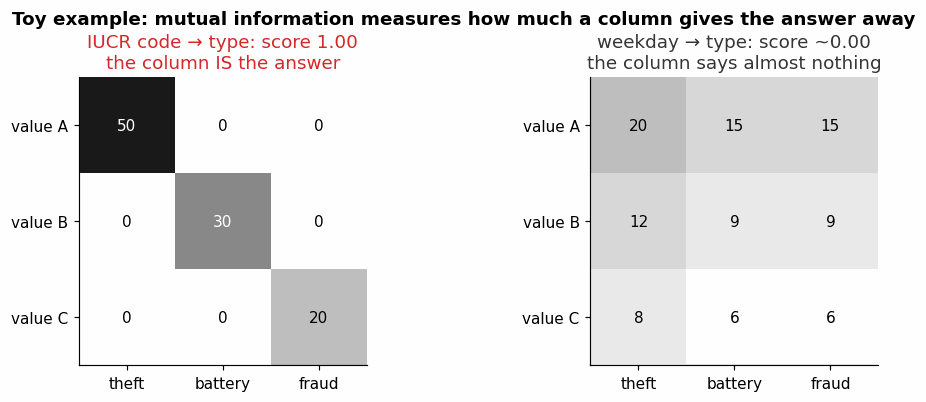 Toy example: mutual information measures how much a column gives the answer away
IUCR code → type: score 1.00
the column IS the answer
value A 50 0 0
value B 0 30 0
value C 0 0 20
theft battery fraud
weekday → type: score ~0.00
the column says almost nothing
value A 20 15 15
value B 12 9 9
value C 8 6 6
theft battery fraud